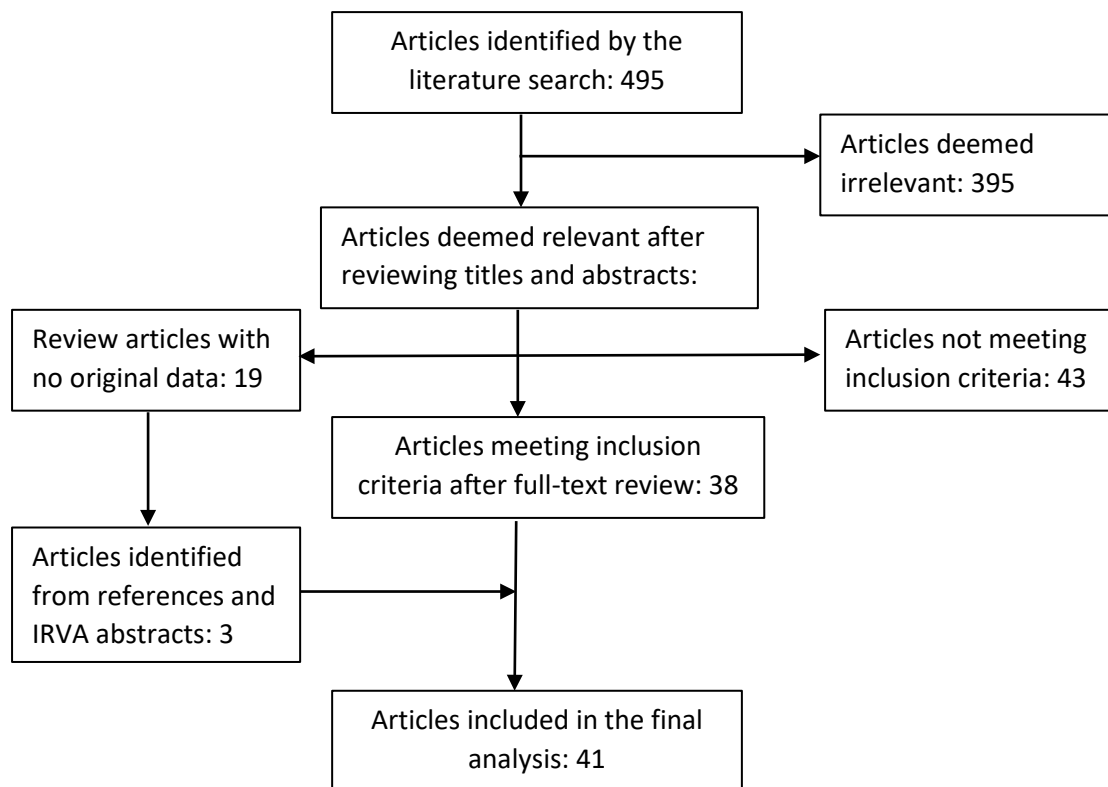 Articles identified by the
literature search: 495
Articles deemed
irrelevant: 395
Articles deemed relevant after
reviewing titles and abstracts:
Review articles with
no original data: 19
Articles not meeting
inclusion criteria: 43
Articles meeting inclusion
criteria after full-text review: 38
Articles identified
from references and
IRVA abstracts: 3
Articles included in the final
analysis: 41